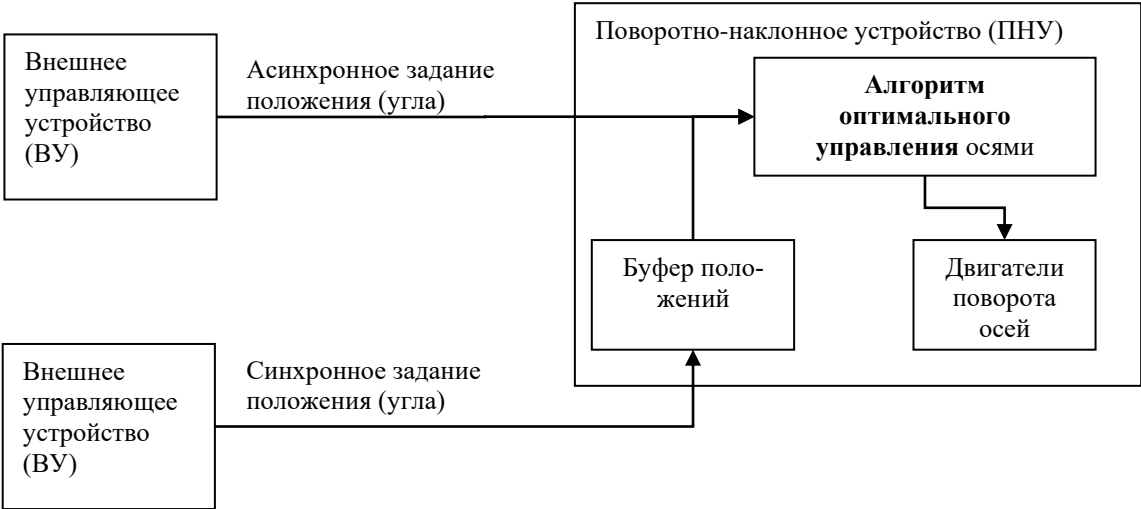 Поворотно-наклонное устройство (ПНУ)
Внешнее
управляющее
устройство
(ВУ)
Асинхронное задание
положения (угла)
Алгоритм
оптимального
управления осями
Буфер поло-
жений
Двигатели
поворота
осей
Внешнее
управляющее
устройство
(ВУ)
Синхронное задание
положения (угла)